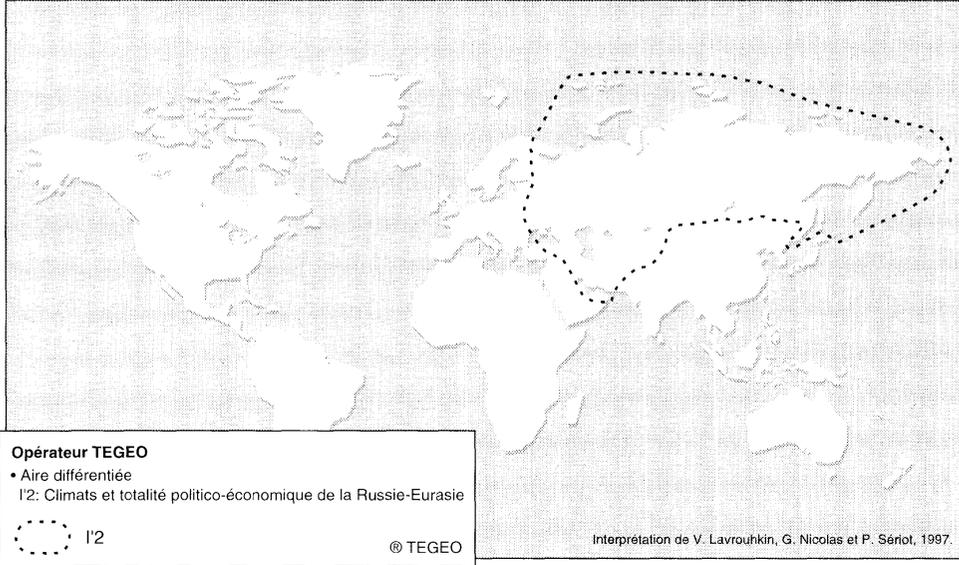 Opérateur TEGEO
• Aire différentiée
I'2: Climats et totalité politico-économique de la Russie-Eurasie
I'2
® TEGEO
Interprétation de V. Lavrouhkin, G. Nicolas et P. Sériot, 1997.